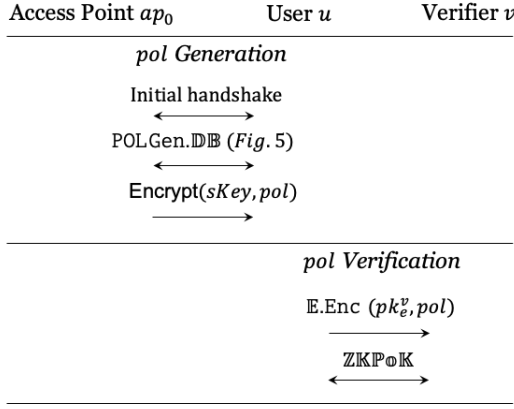 Access Point ap₀ User u Verifier v
pol Generation
Initial handshake
POLGen.𝔻𝔹 (Fig. 5)
Encrypt(sKey, pol)
pol Verification
𝔼.Enc (pkₑᵛ, pol)
ℤ𝕂ℙ𝕠𝕂